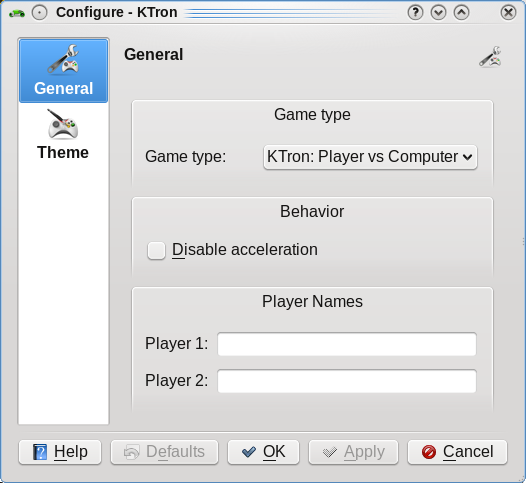 Configure - KTron
General
Theme
General
Game type
Game type: KTron: Player vs Computer
Behavior
Disable acceleration
Player Names
Player 1:
Player 2:
Help Defaults OK Apply Cancel